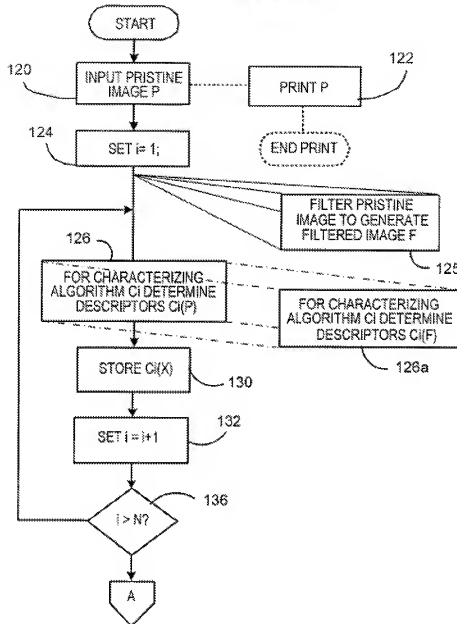 START
120
INPUT PRISTINE
IMAGE P
122
PRINT P
124
SET i= 1;
END PRINT
FILTER PRISTINE
IMAGE TO GENERATE
FILTERED IMAGE F
125
126
FOR CHARACTERIZING
ALGORITHM Ci DETERMINE
DESCRIPTORS Ci(P)
FOR CHARACTERIZING
ALGORITHM Ci DETERMINE
DESCRIPTORS Ci(F)
126a
STORE Ci(X)
130
132
SET i = i+1
136
i > N?
A